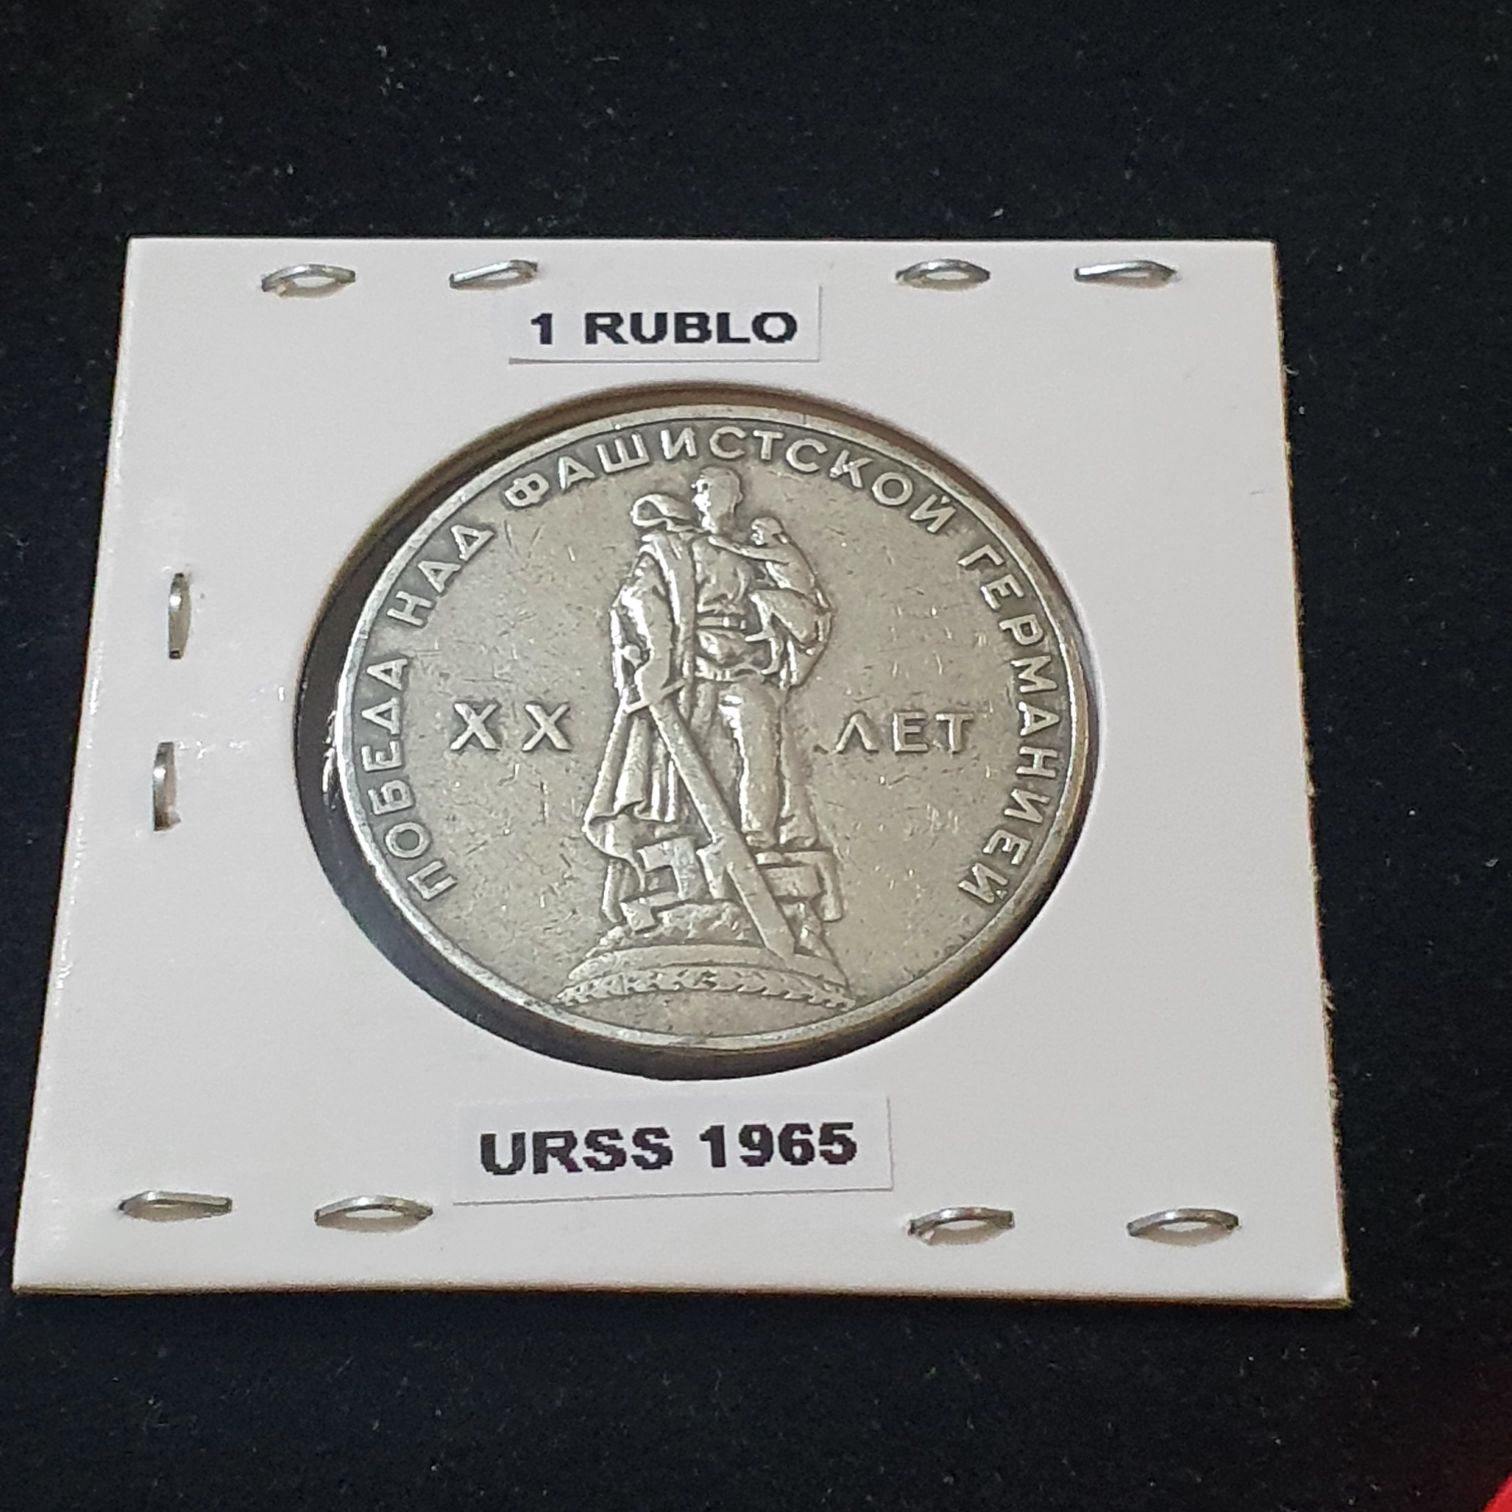 1 RUBLO
ПОБЕДА НАД ФАШИСТСКОЙ ГЕРМАНИЕЙ
XX ЛЕТ
URSS 1965